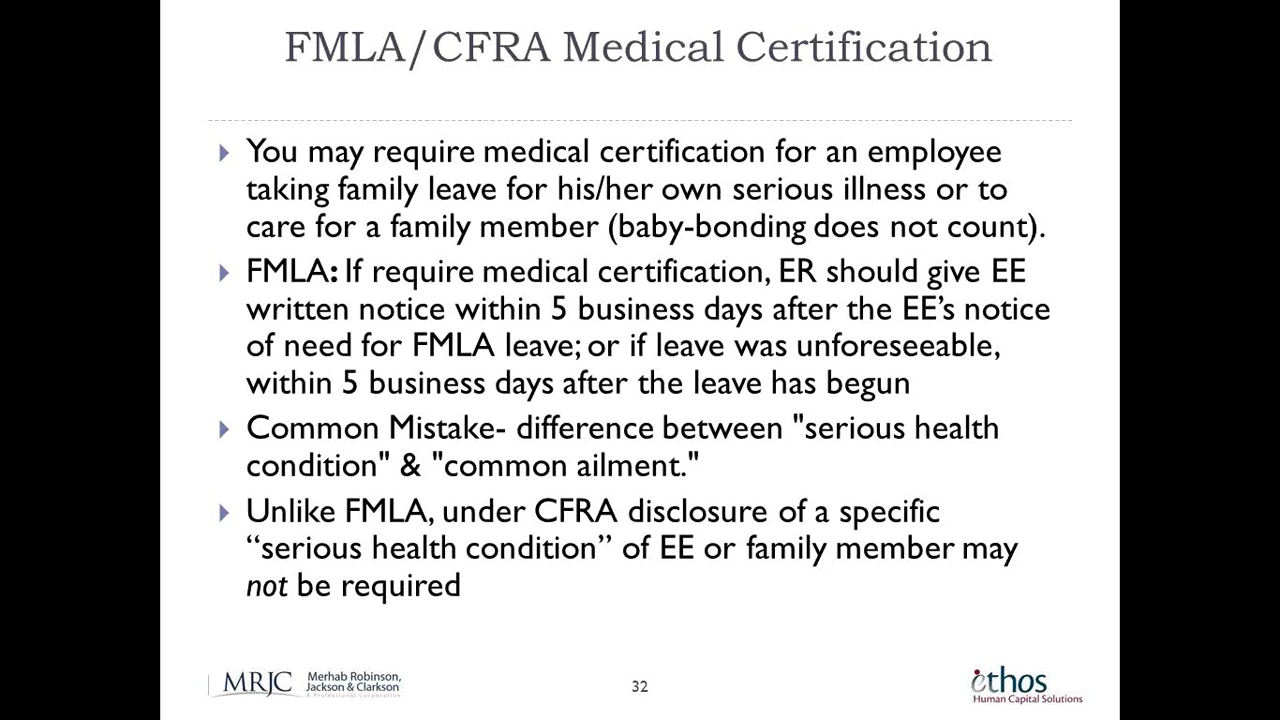 FMLA/CFRA Medical Certification
You may require medical certification for an employee
taking family leave for his/her own serious illness or to
care for a family member (baby-bonding does not count).
FMLA: If require medical certification, ER should give EE
written notice within 5 business days after the EE’s notice
of need for FMLA leave; or if leave was unforeseeable,
within 5 business days after the leave has begun
Common Mistake- difference between "serious health
condition" & "common ailment."
Unlike FMLA, under CFRA disclosure of a specific
“serious health condition” of EE or family member may
not be required
MRJC
Merhab Robinson,
Jackson & Clarkson
A Professional Corporation
32
ethos
Human Capital Solutions